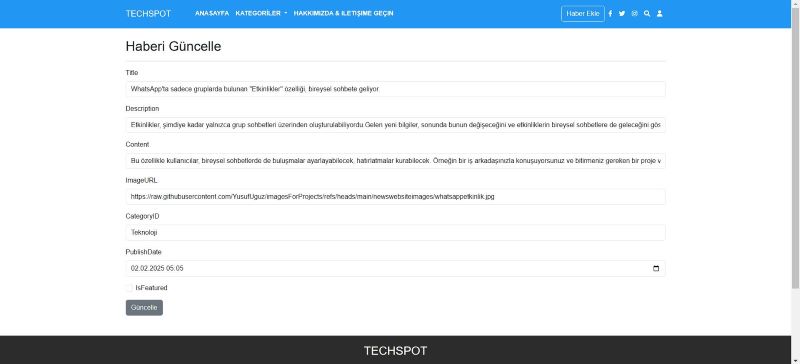 TECHSPOT ANASAYFA KATEGORİLER HAKKIMIZDA & İLETİŞİME GEÇİN Haber Ekle
Haberi Güncelle
Title
WhatsApp'ta sadece gruplarda bulunan "Etkinlikler" özelliği, bireysel sohbete geliyor
Description
Etkinlikler, şimdiye kadar yalnızca grup sohbetleri üzerinden oluşturulabiliyordu Gelen yeni bilgiler, sonunda bunun değişeceğini ve etkinliklerin bireysel sohbetlere de geleceğini gös
Content
Bu özellikle kullanıcılar, bireysel sohbetlerde de buluşmalar ayarlayabilecek, hatırlatmalar kurabilecek. Örneğin bir iş arkadaşınızla konuşuyorsunuz ve bitirmeniz gereken bir proje v
ImageURL
https://raw.githubusercontent.com/YusufUguz/imagesForProjects/refs/heads/main/newswebsiteimages/whatsappetkinlik.jpg
CategoryID
Teknoloji
PublishDate
02.02.2025 05:05
IsFeatured
Güncelle
TECHSPOT